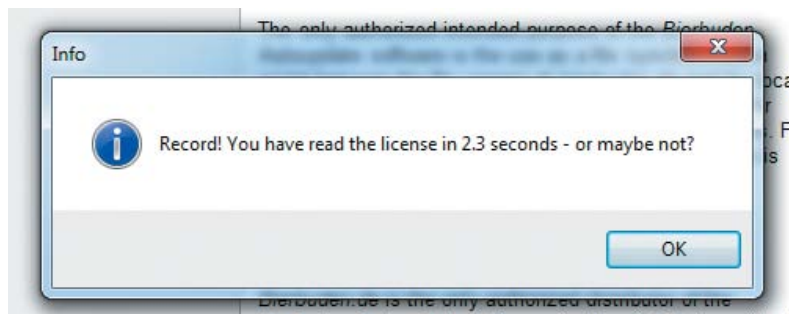 The only authorized intended purpose of the Bierbuden
Info
Record! You have read the license in 2.3 seconds - or maybe not?
OK
Bierbuden.de is the only authorized distributor of the